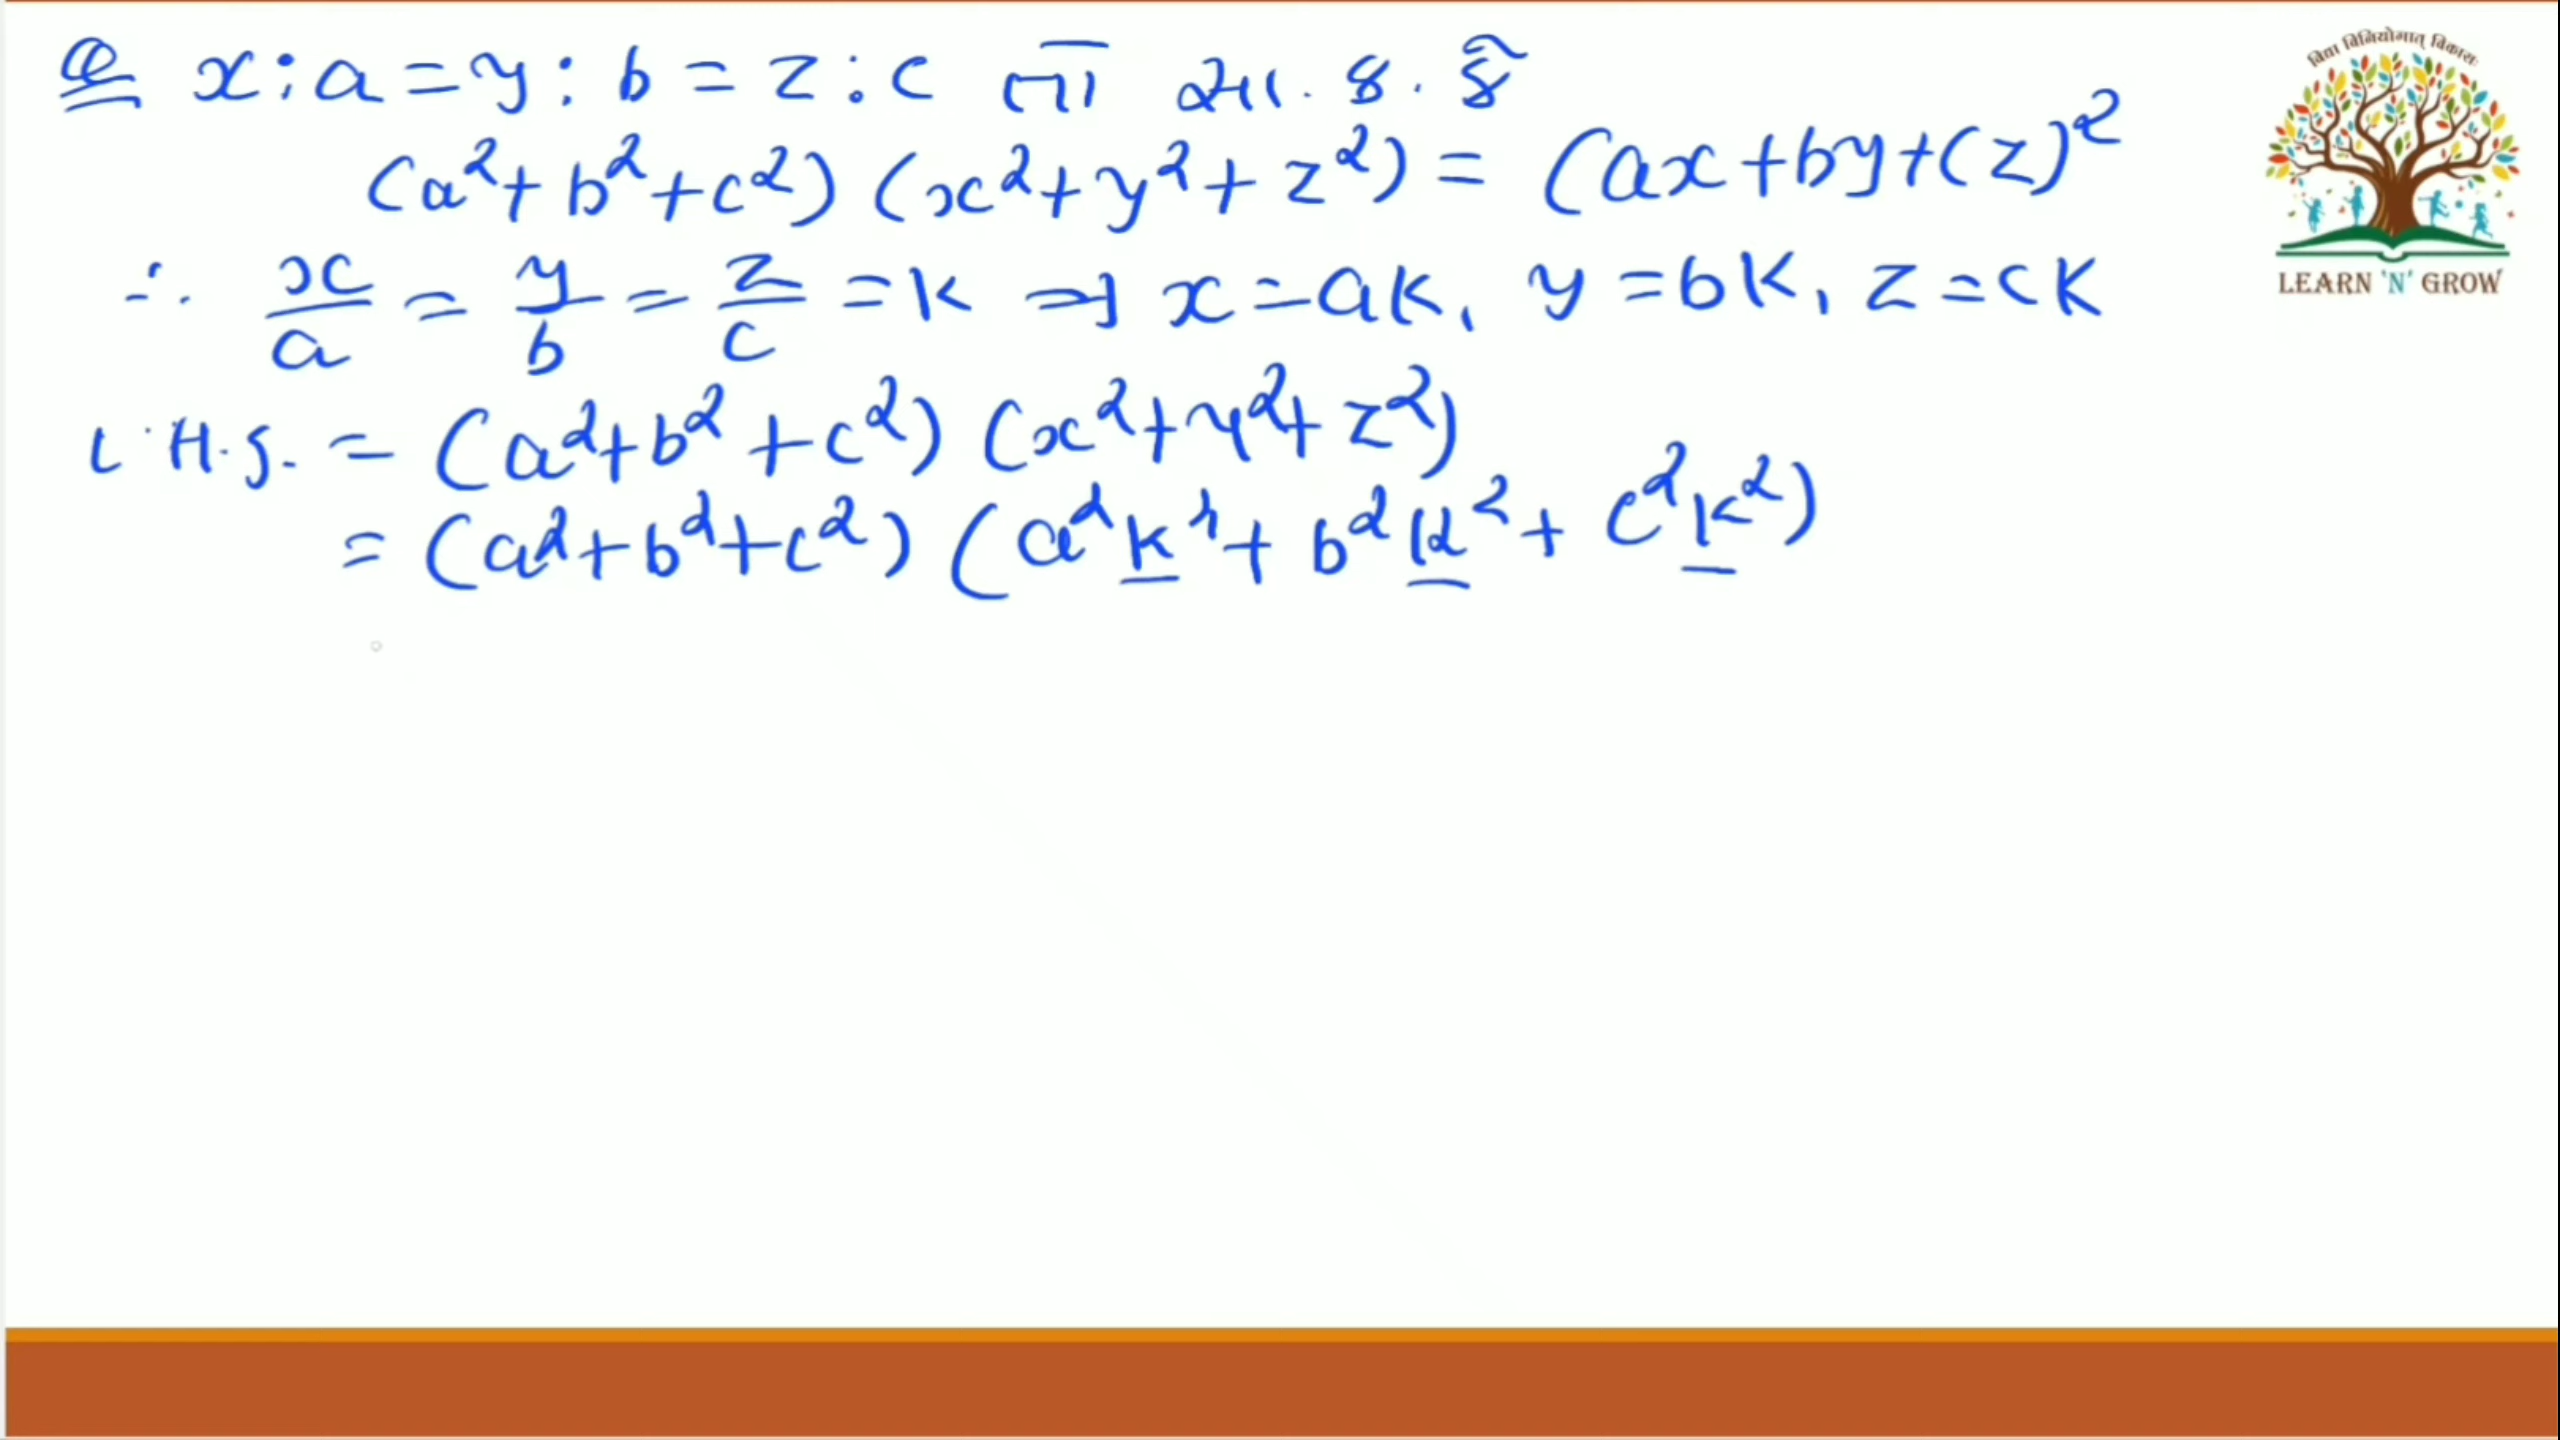 Q x:a = y:b = z:c तो सा.ક.કે
(a²+b²+c²) (x²+y²+z²) = (ax+by+cz)²
∴ x/a = y/b = z/c = k ⇒ x=ak, y=bk, z=ck
L.H.S. = (a²+b²+c²) (x²+y²+z²)
= (a²+b²+c²) (a²k²+b²k²+c²k²)
विद्या विनियोगात् विकासः
LEARN 'N' GROW